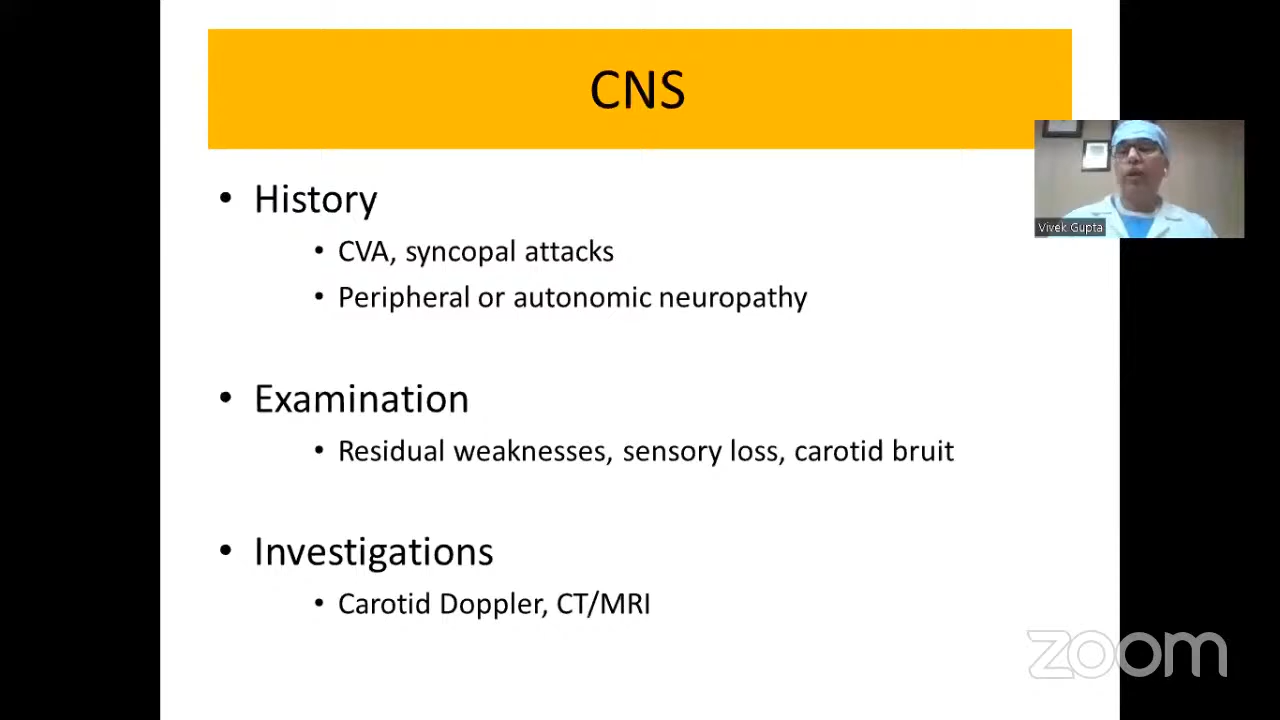 CNS
• History
• CVA, syncopal attacks
• Peripheral or autonomic neuropathy
Vivek Gupta
• Examination
• Residual weaknesses, sensory loss, carotid bruit
• Investigations
• Carotid Doppler, CT/MRI
zoom